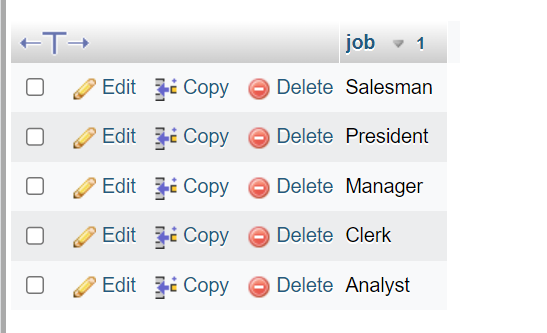 ←T→ job 1
Edit Copy Delete Salesman
Edit Copy Delete President
Edit Copy Delete Manager
Edit Copy Delete Clerk
Edit Copy Delete Analyst